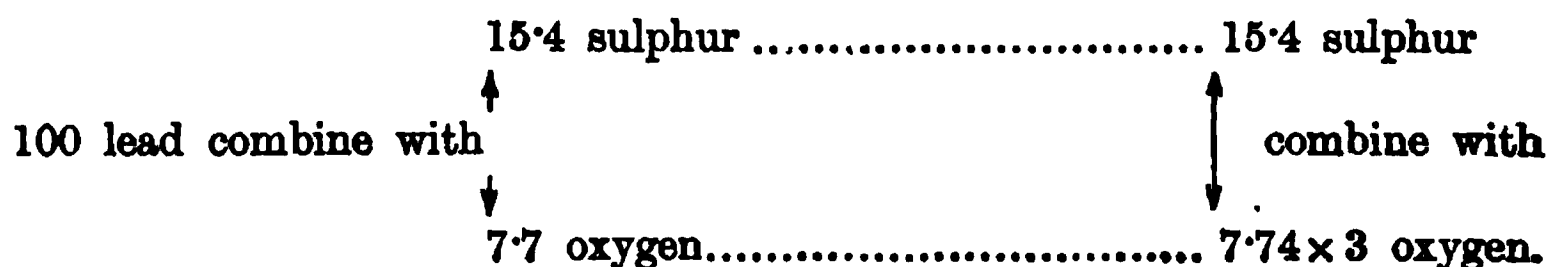 15·4 sulphur ............................... 15·4 sulphur
100 lead combine with combine with
7·7 oxygen.................................. 7·74 × 3 oxygen.